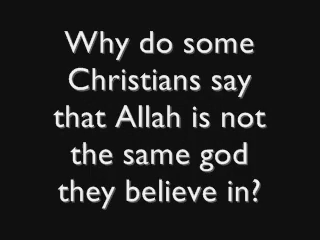 Why do some
Christians say
that Allah is not
the same god
they believe in?